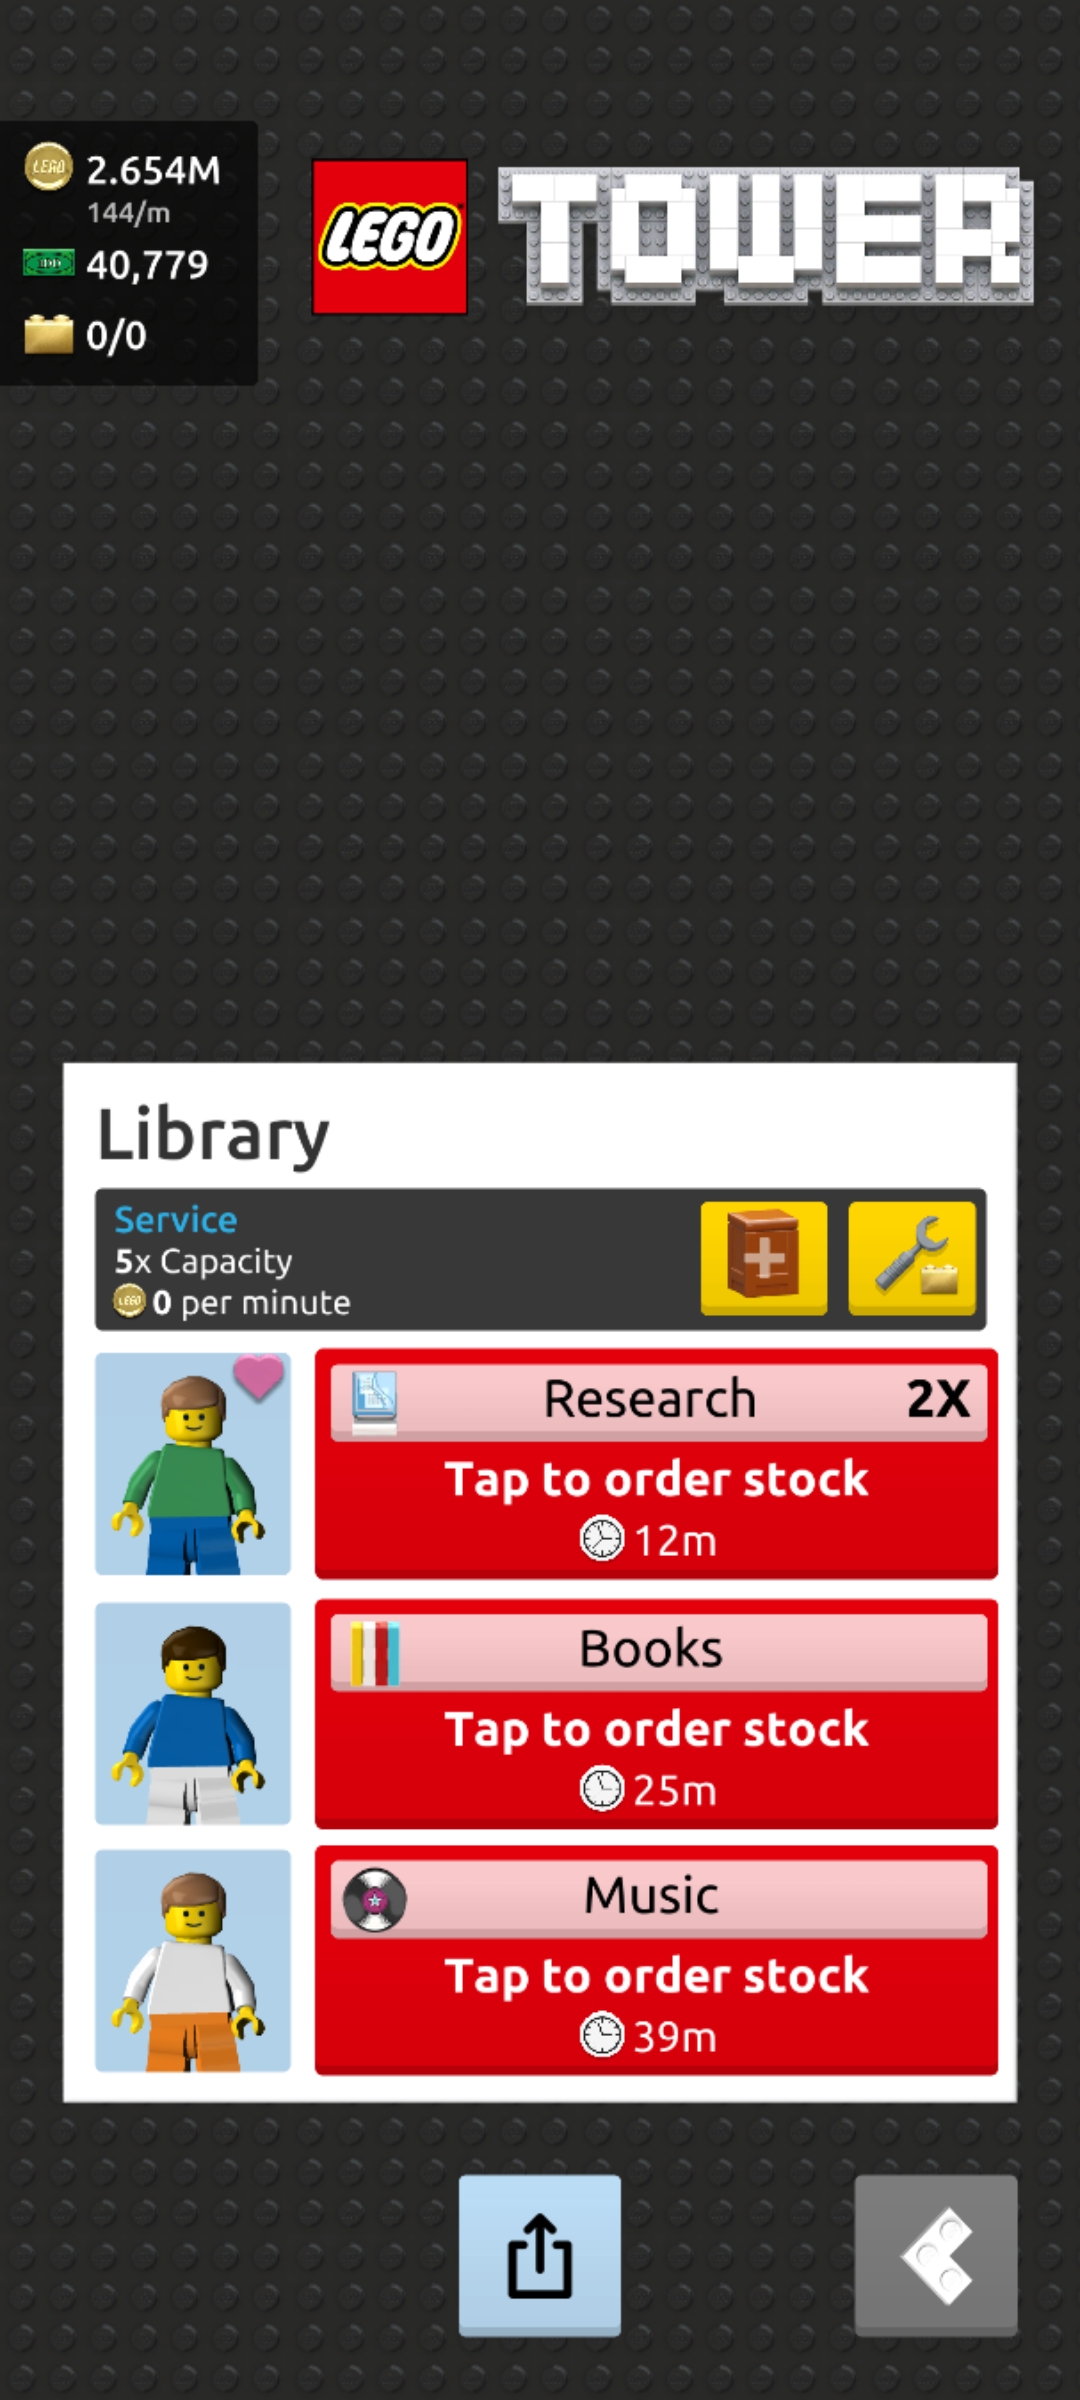 2.654M
144/m
40,779
0/0
LEGO
TOWER
Library
Service
5x Capacity
0 per minute
Research 2X
Tap to order stock
12m
Books
Tap to order stock
25m
Music
Tap to order stock
39m